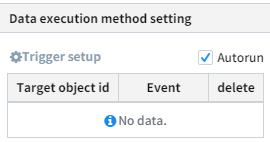 Data execution method setting
Trigger setup Autorun
Target object id Event delete
No data.